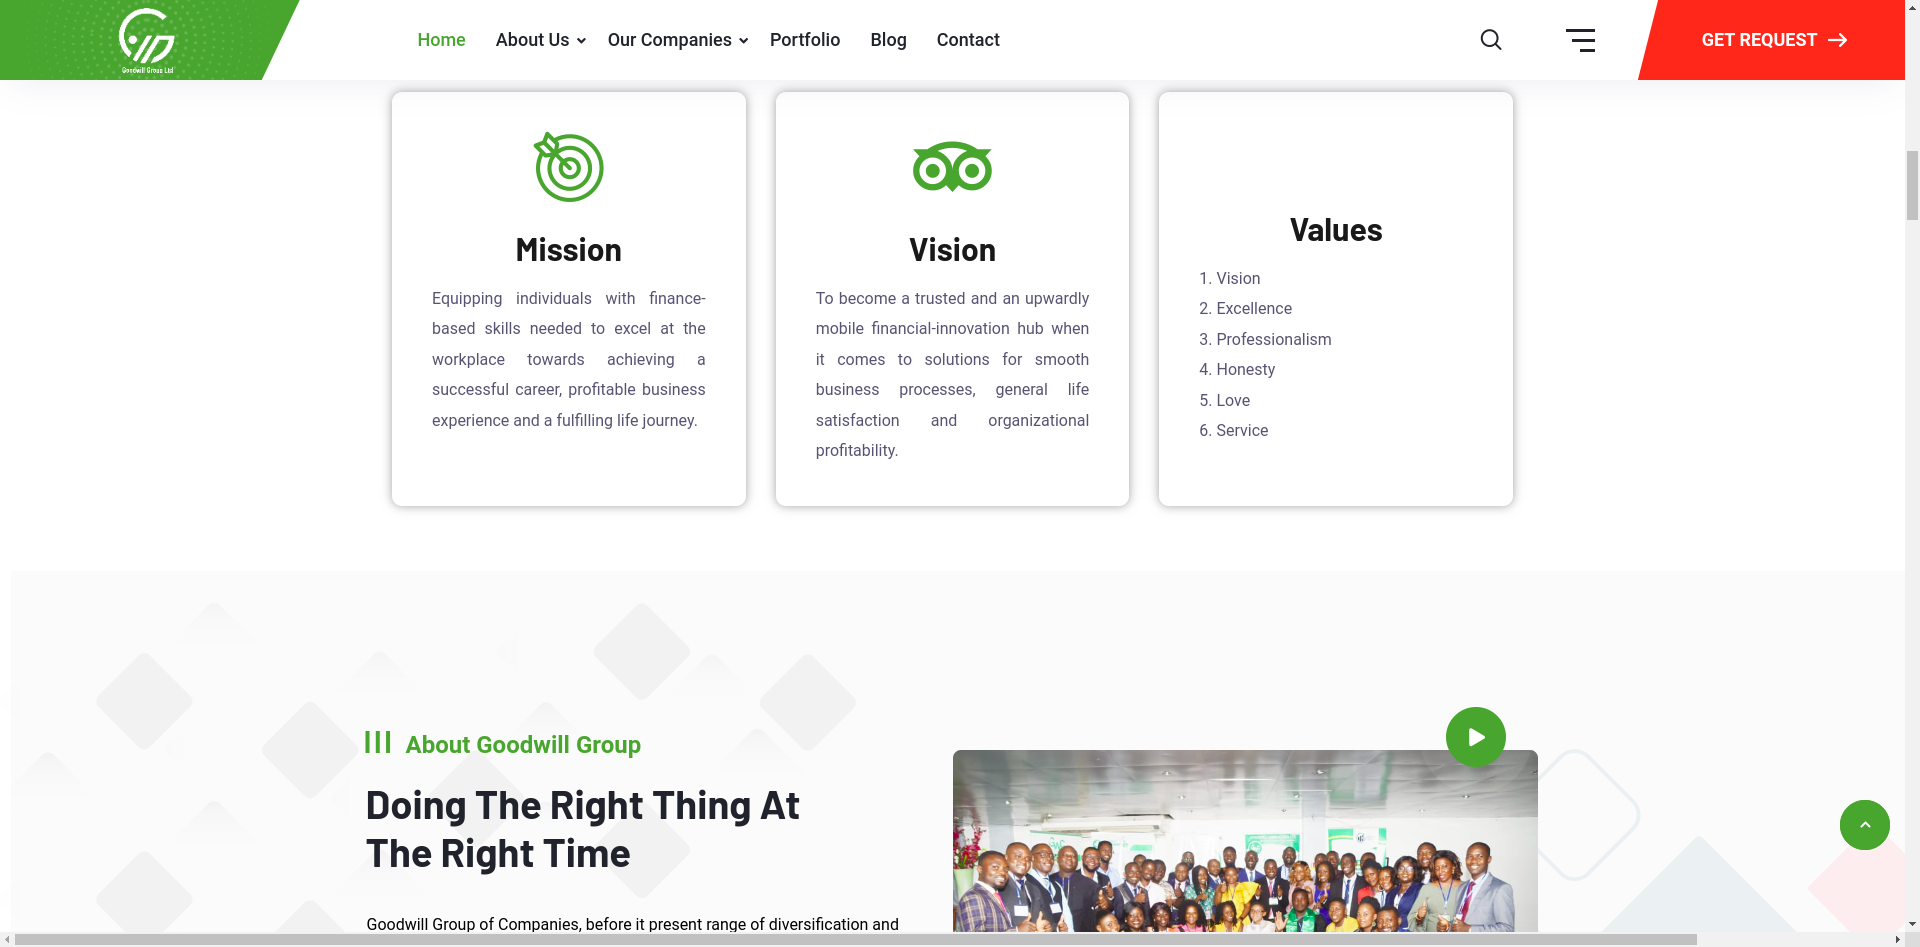 Goodwill Group Ltd
Home
About Us
Our Companies
Portfolio
Blog
Contact
GET REQUEST
Mission
Equipping individuals with finance-
based skills needed to excel at the
workplace towards achieving a
successful career, profitable business
experience and a fulfilling life journey.
Vision
To become a trusted and an upwardly
mobile financial-innovation hub when
it comes to solutions for smooth
business processes, general life
satisfaction and organizational
profitability.
Values
1. Vision
2. Excellence
3. Professionalism
4. Honesty
5. Love
6. Service
About Goodwill Group
Doing The Right Thing At
The Right Time
Goodwill Group of Companies, before it present range of diversification and